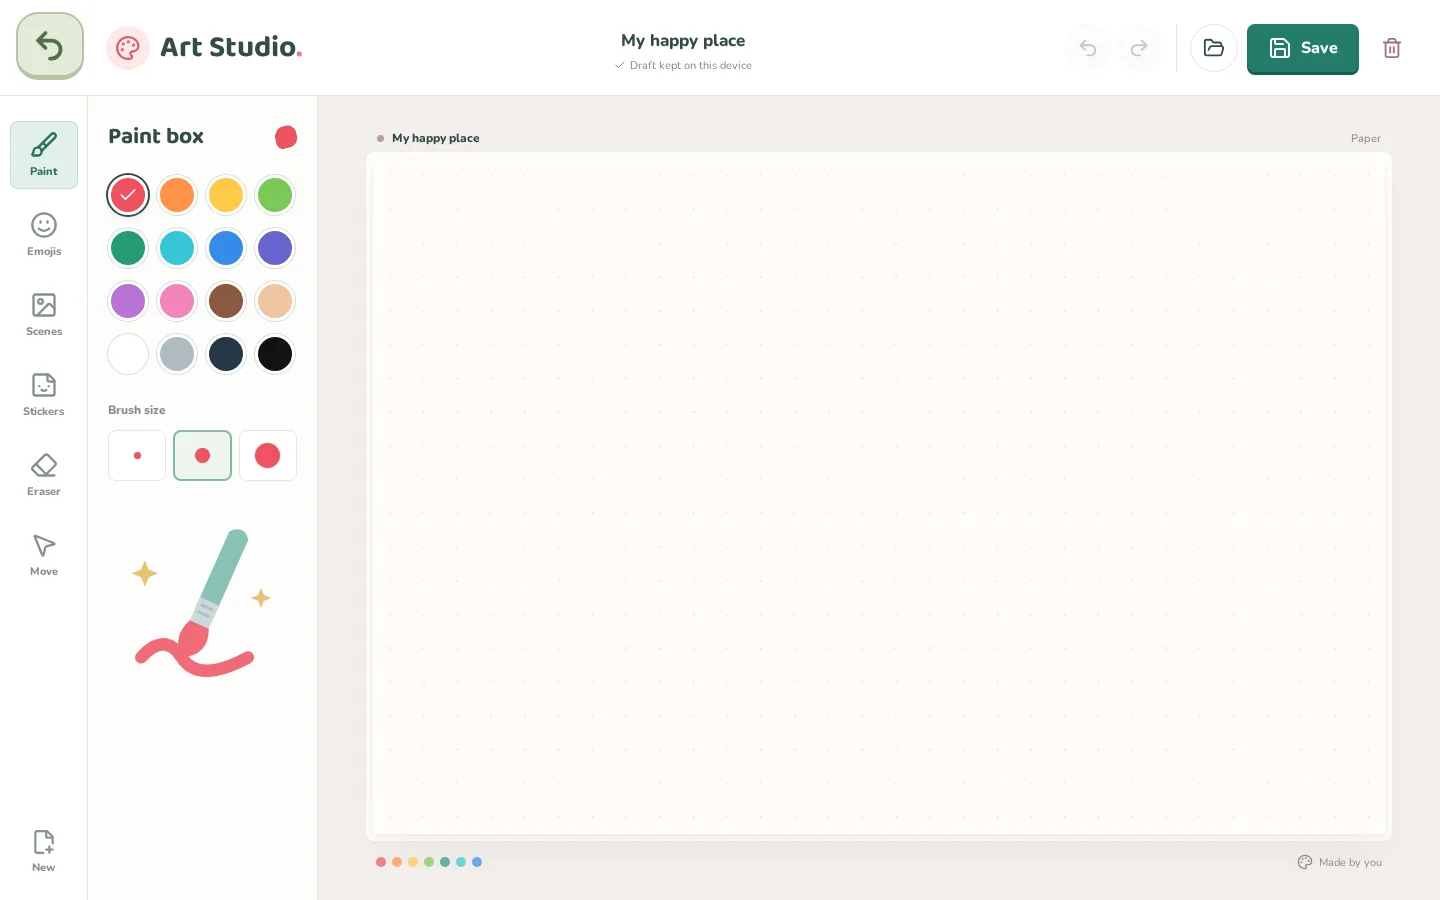 Art Studio.
My happy place
Draft kept on this device
Save
Paint
Emojis
Scenes
Stickers
Eraser
Move
New
Paint box
Brush size
My happy place
Paper
Made by you